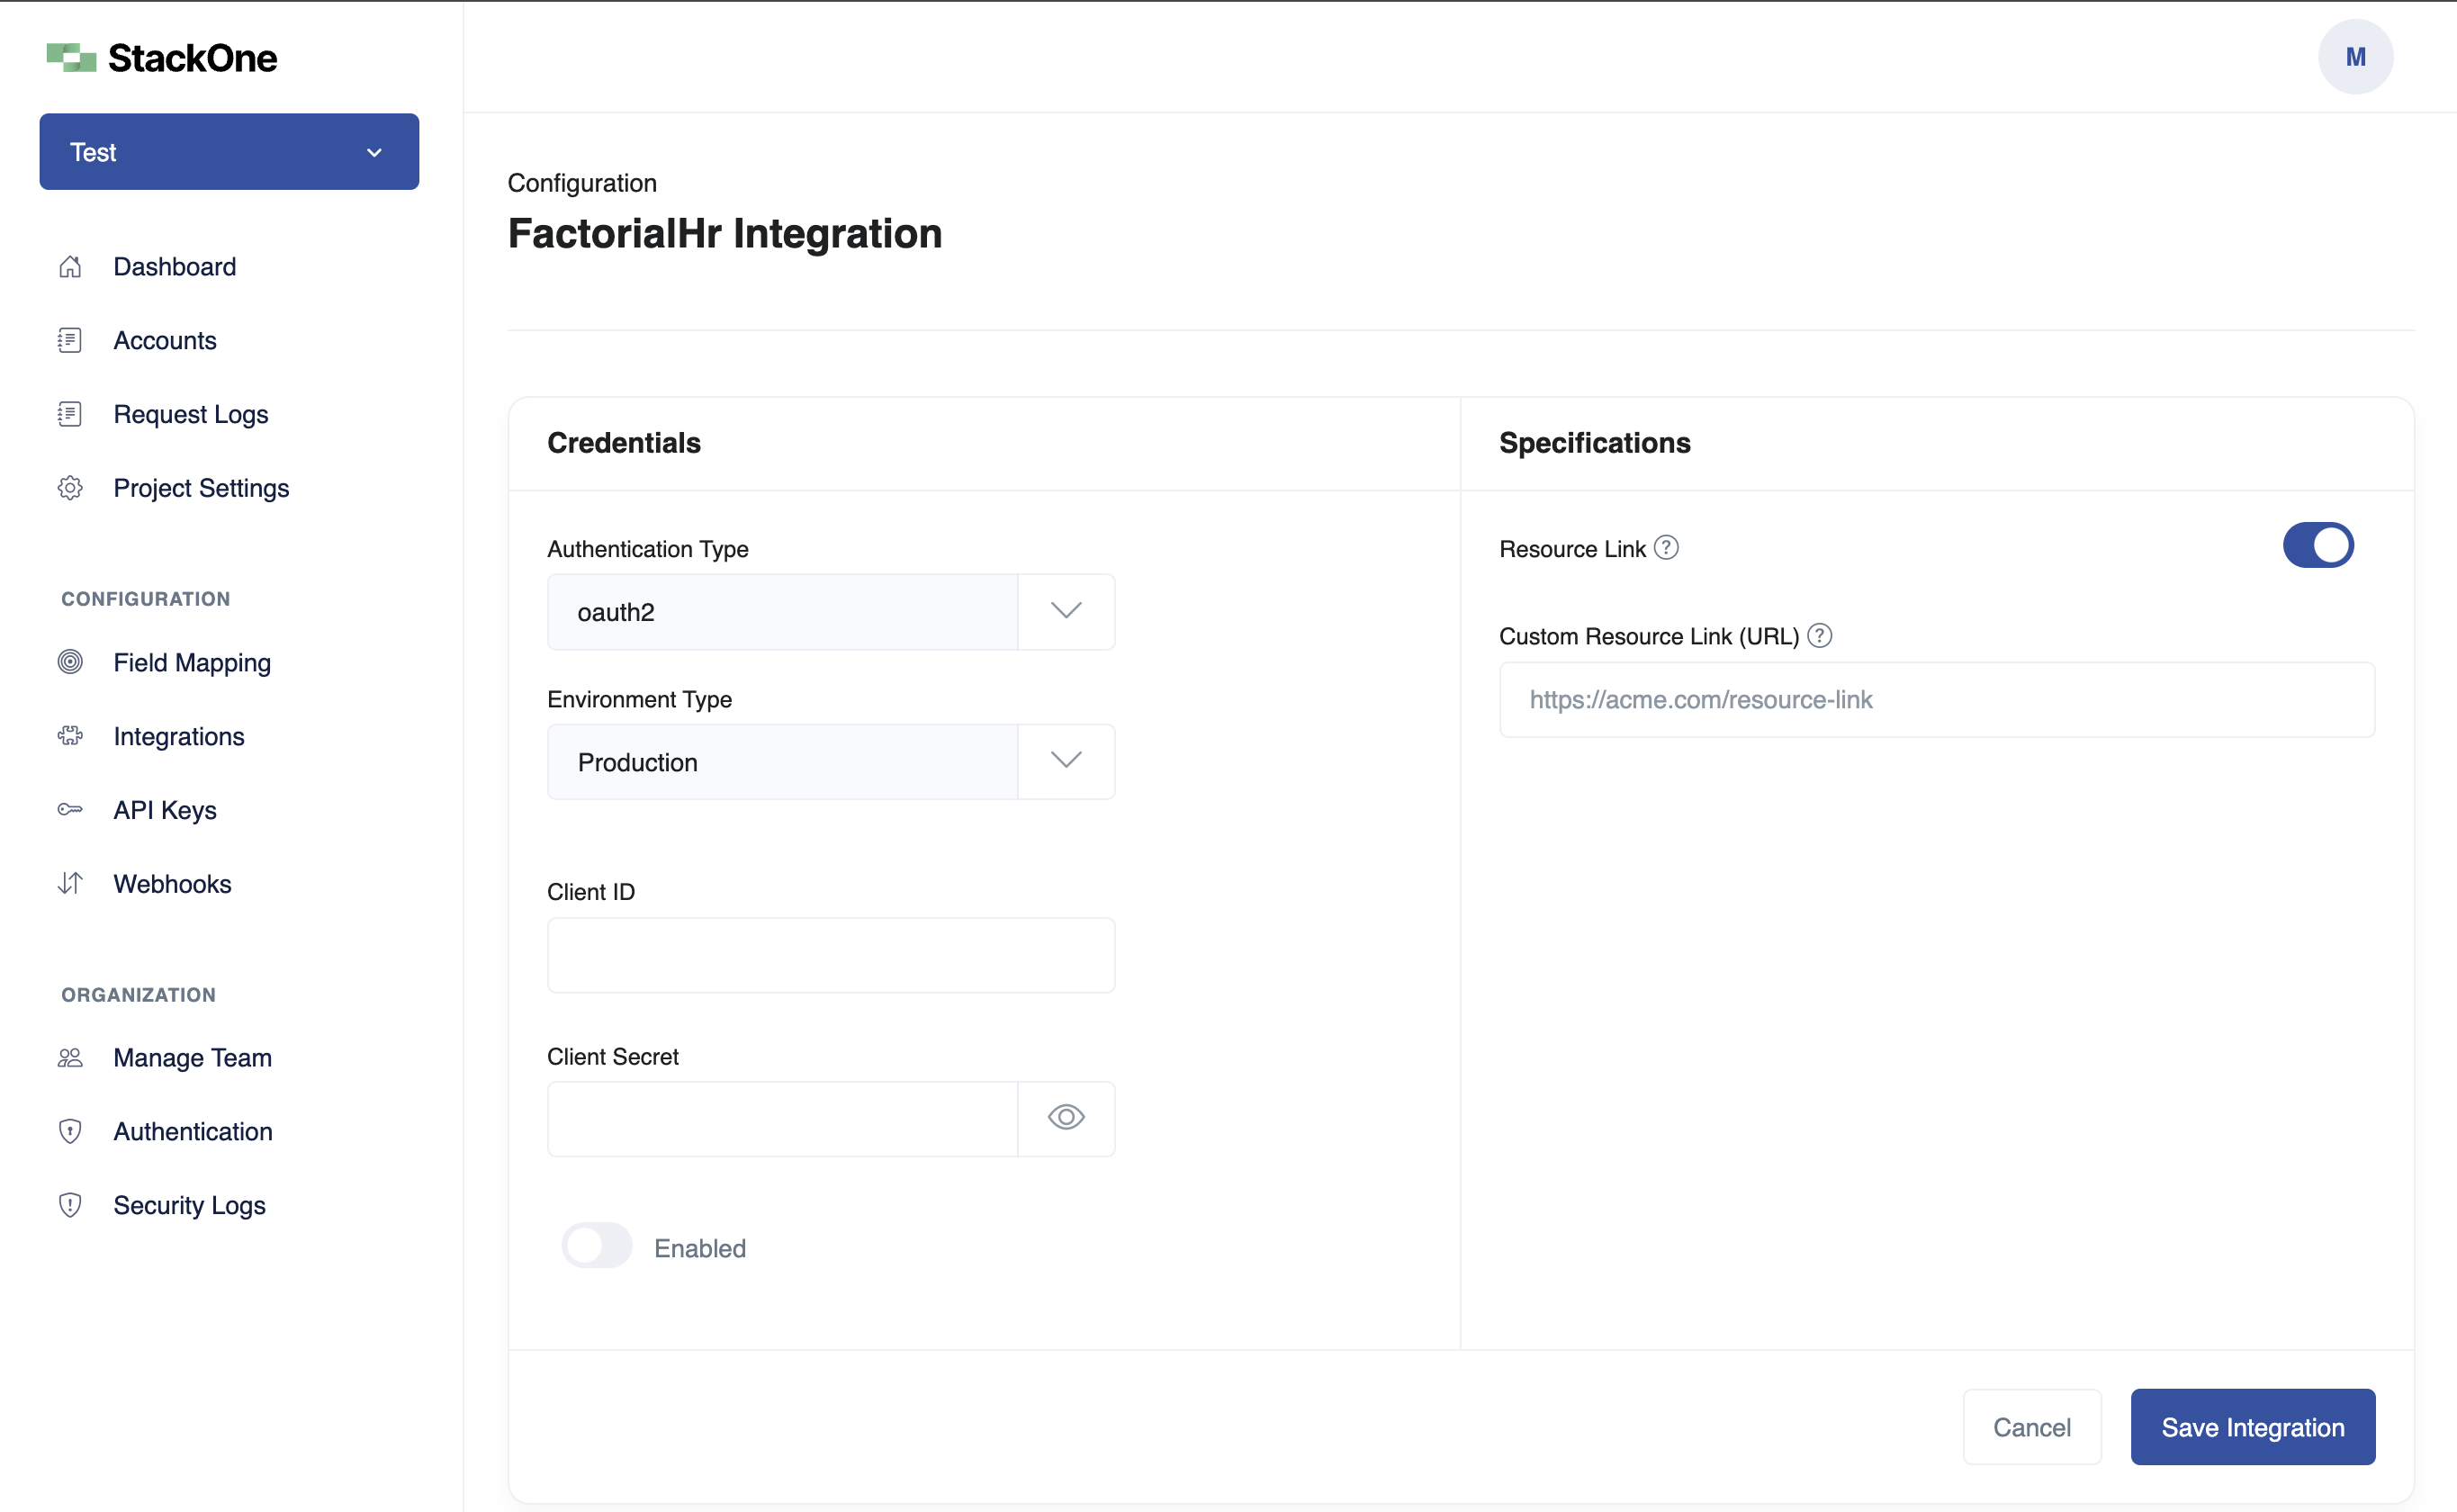 StackOne
Test
Dashboard
Accounts
Request Logs
Project Settings
CONFIGURATION
Field Mapping
Integrations
API Keys
Webhooks
ORGANIZATION
Manage Team
Authentication
Security Logs
M
Configuration
FactorialHr Integration
Credentials
Authentication Type
oauth2
Environment Type
Production
Client ID
Client Secret
Enabled
Specifications
Resource Link ?
Custom Resource Link (URL) ?
https://acme.com/resource-link
Cancel
Save Integration